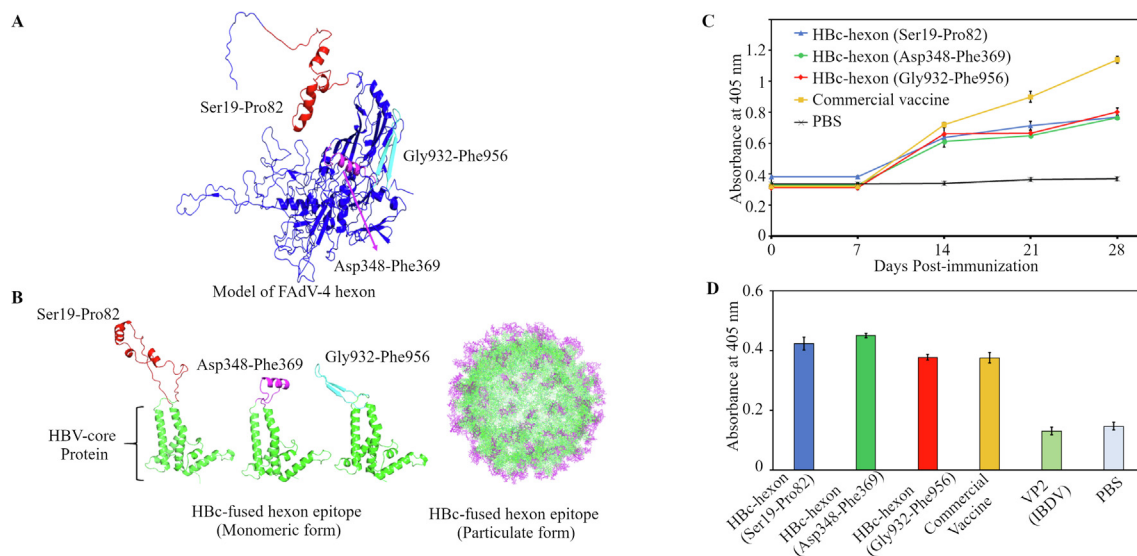 A
Ser19-Pro82
Gly932-Phe956
Asp348-Phe369
Model of FAdV-4 hexon
B
Ser19-Pro82
Asp348-Phe369
Gly932-Phe956
HBV-core
Protein
HBc-fused hexon epitope
(Monomeric form)
HBc-fused hexon epitope
(Particulate form)
C
Absorbance at 405 nm
1.2
1
0.8
0.6
0.4
0.2
0
HBc-hexon (Ser19-Pro82)
HBc-hexon (Asp348-Phe369)
HBc-hexon (Gly932-Phe956)
Commercial vaccine
PBS
0
7
14
21
28
Days Post-immunization
D
Absorbance at 405 nm
0.6
0.4
0.2
0
HBc-hexon
(Ser19-Pro82)
HBc-hexon
(Asp348-Phe369)
HBc-hexon
(Gly932-Phe956)
Commercial
Vaccine
VP2
(IBDV)
PBS